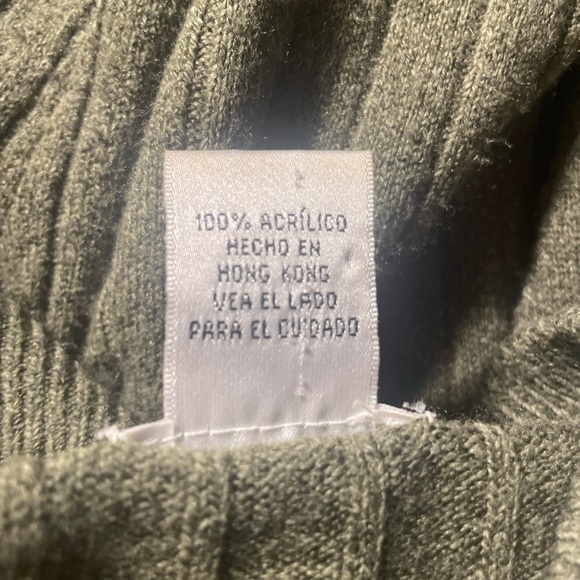 100% ACRÍLICO
HECHO EN
HONG KONG
VEA EL LADO
PARA EL CUIDADO